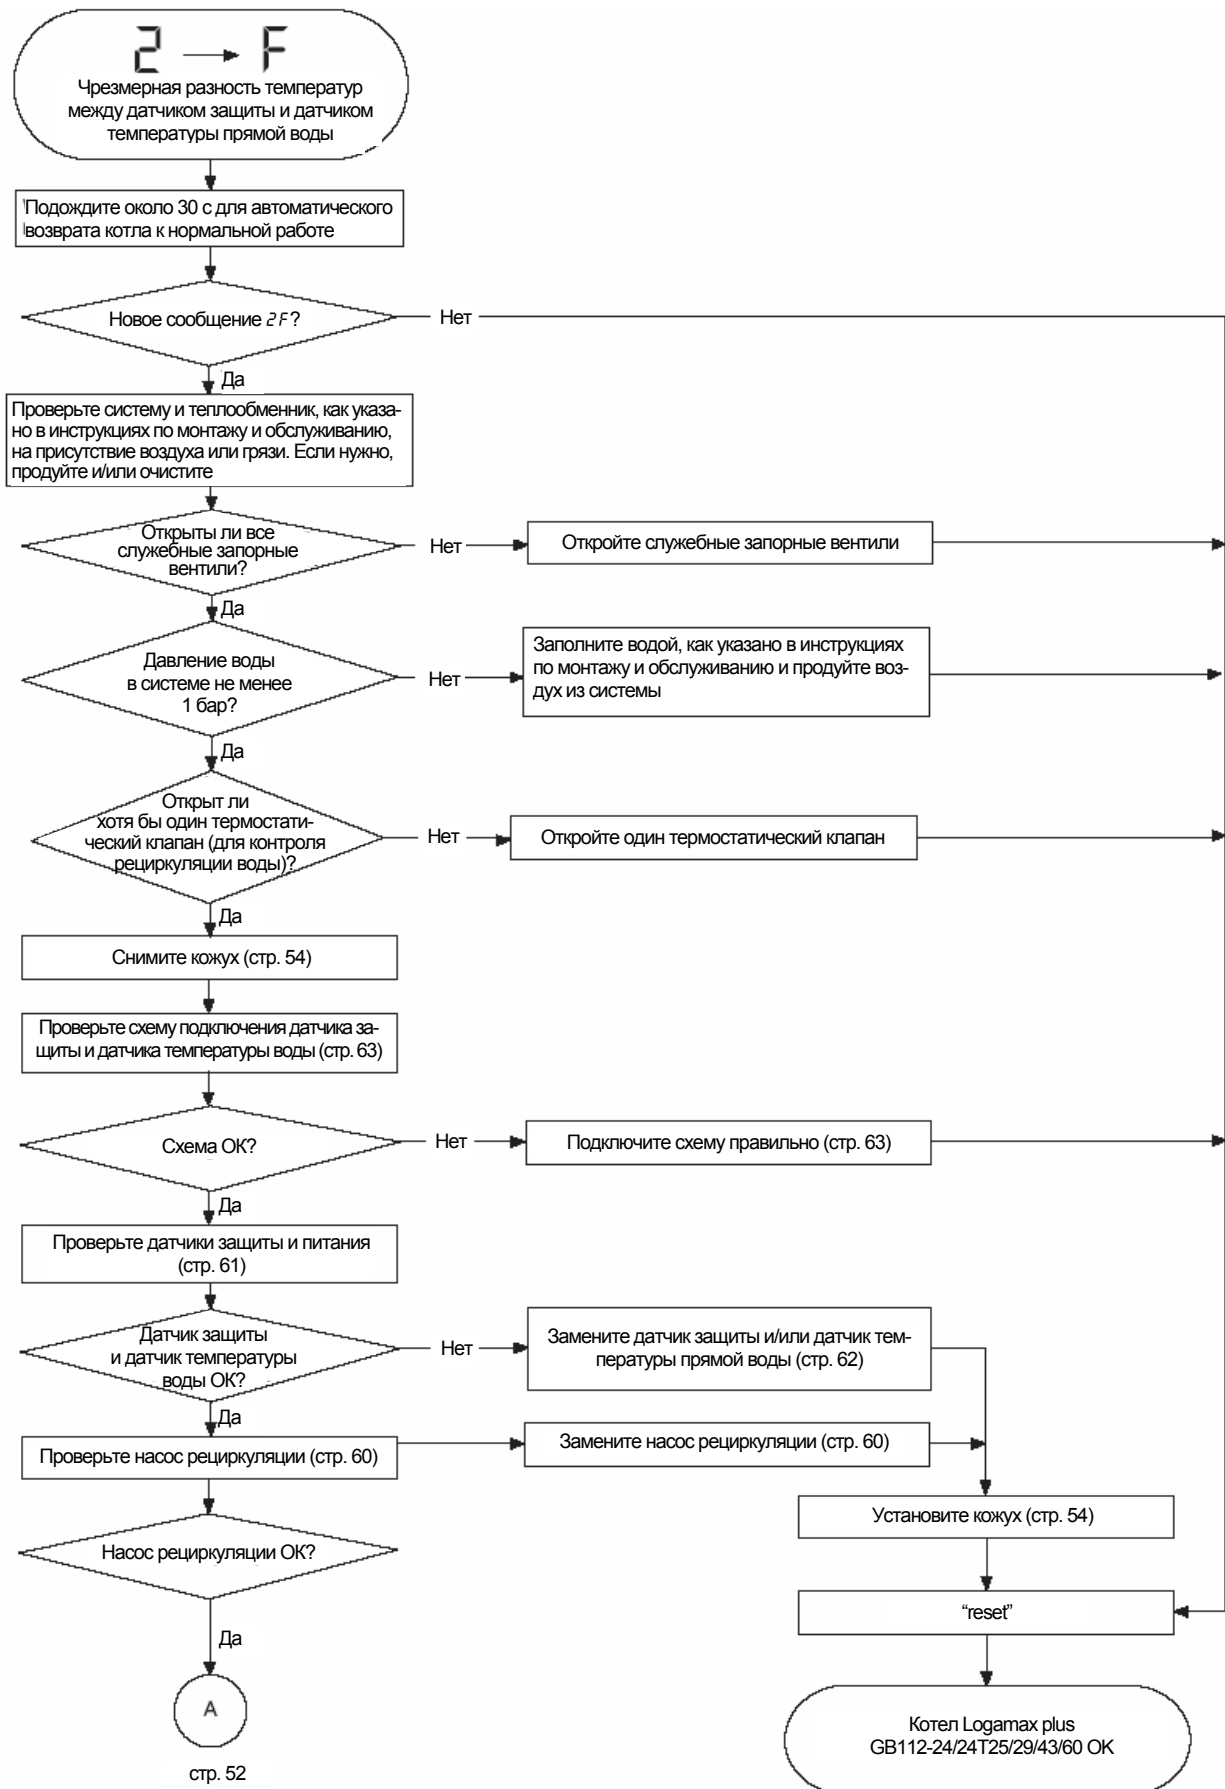 2 → F
Чрезмерная разность температур
между датчиком защиты и датчиком
температуры прямой воды
Подождите около 30 с для автоматического
возврата котла к нормальной работе
Новое сообщение 2F?
Нет
Да
Проверьте систему и теплообменник, как указа-
но в инструкциях по монтажу и обслуживанию,
на присутствие воздуха или грязи. Если нужно,
продуйте и/или очистите
Открыты ли все
служебные запорные
вентили?
Нет
Откройте служебные запорные вентили
Да
Давление воды
в системе не менее
1 бар?
Нет
Заполните водой, как указано в инструкциях
по монтажу и обслуживанию и продуйте воз-
дух из системы
Да
Открыт ли
хотя бы один термостати-
ческий клапан (для контроля
рециркуляции воды)?
Нет
Откройте один термостатический клапан
Да
Снимите кожух (стр. 54)
Проверьте схему подключения датчика за-
щиты и датчика температуры воды (стр. 63)
Схема ОК?
Нет
Подключите схему правильно (стр. 63)
Да
Проверьте датчики защиты и питания
(стр. 61)
Датчик защиты
и датчик температуры
воды ОК?
Нет
Замените датчик защиты и/или датчик тем-
пературы прямой воды (стр. 62)
Да
Проверьте насос рециркуляции (стр. 60)
Замените насос рециркуляции (стр. 60)
Установите кожух (стр. 54)
Насос рециркуляции ОК?
“reset”
Да
A
стр. 52
Котел Logamax plus
GB112-24/24T25/29/43/60 OK